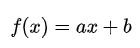 f(x) = ax + b